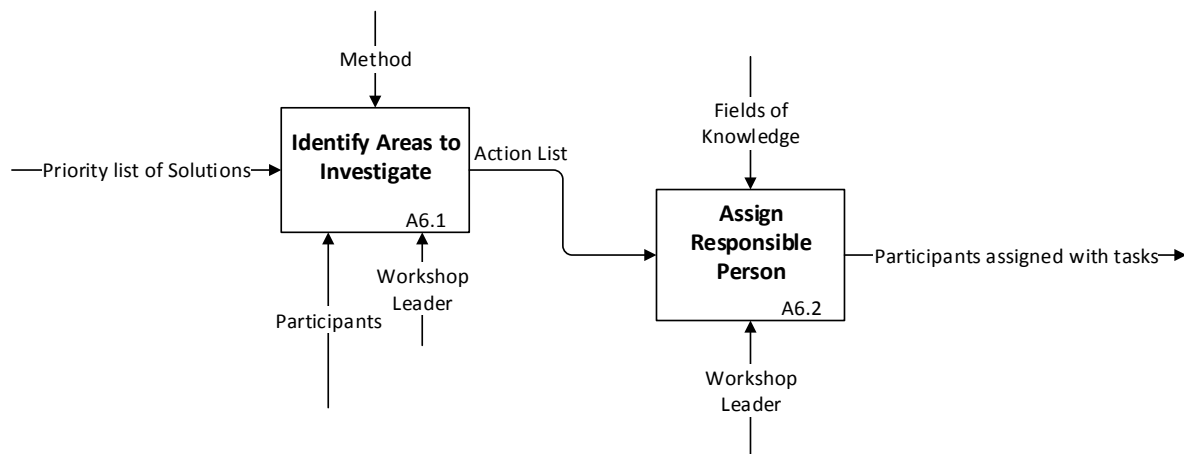 Method
Identify Areas to
Investigate
A6.1
Priority list of Solutions
Action List
Participants
Workshop
Leader
Fields of
Knowledge
Assign
Responsible
Person
A6.2
Participants assigned with tasks
Workshop
Leader